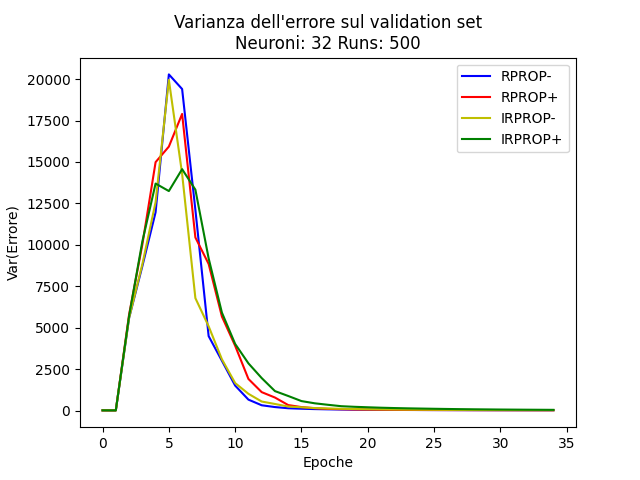 Varianza dell'errore sul validation set
Neuroni: 32 Runs: 500
20000
17500
15000
12500
10000
7500
5000
2500
0
Var(Errore)
RPROP-
RPROP+
IRPROP-
IRPROP+
0 5 10 15 20 25 30 35
Epoche